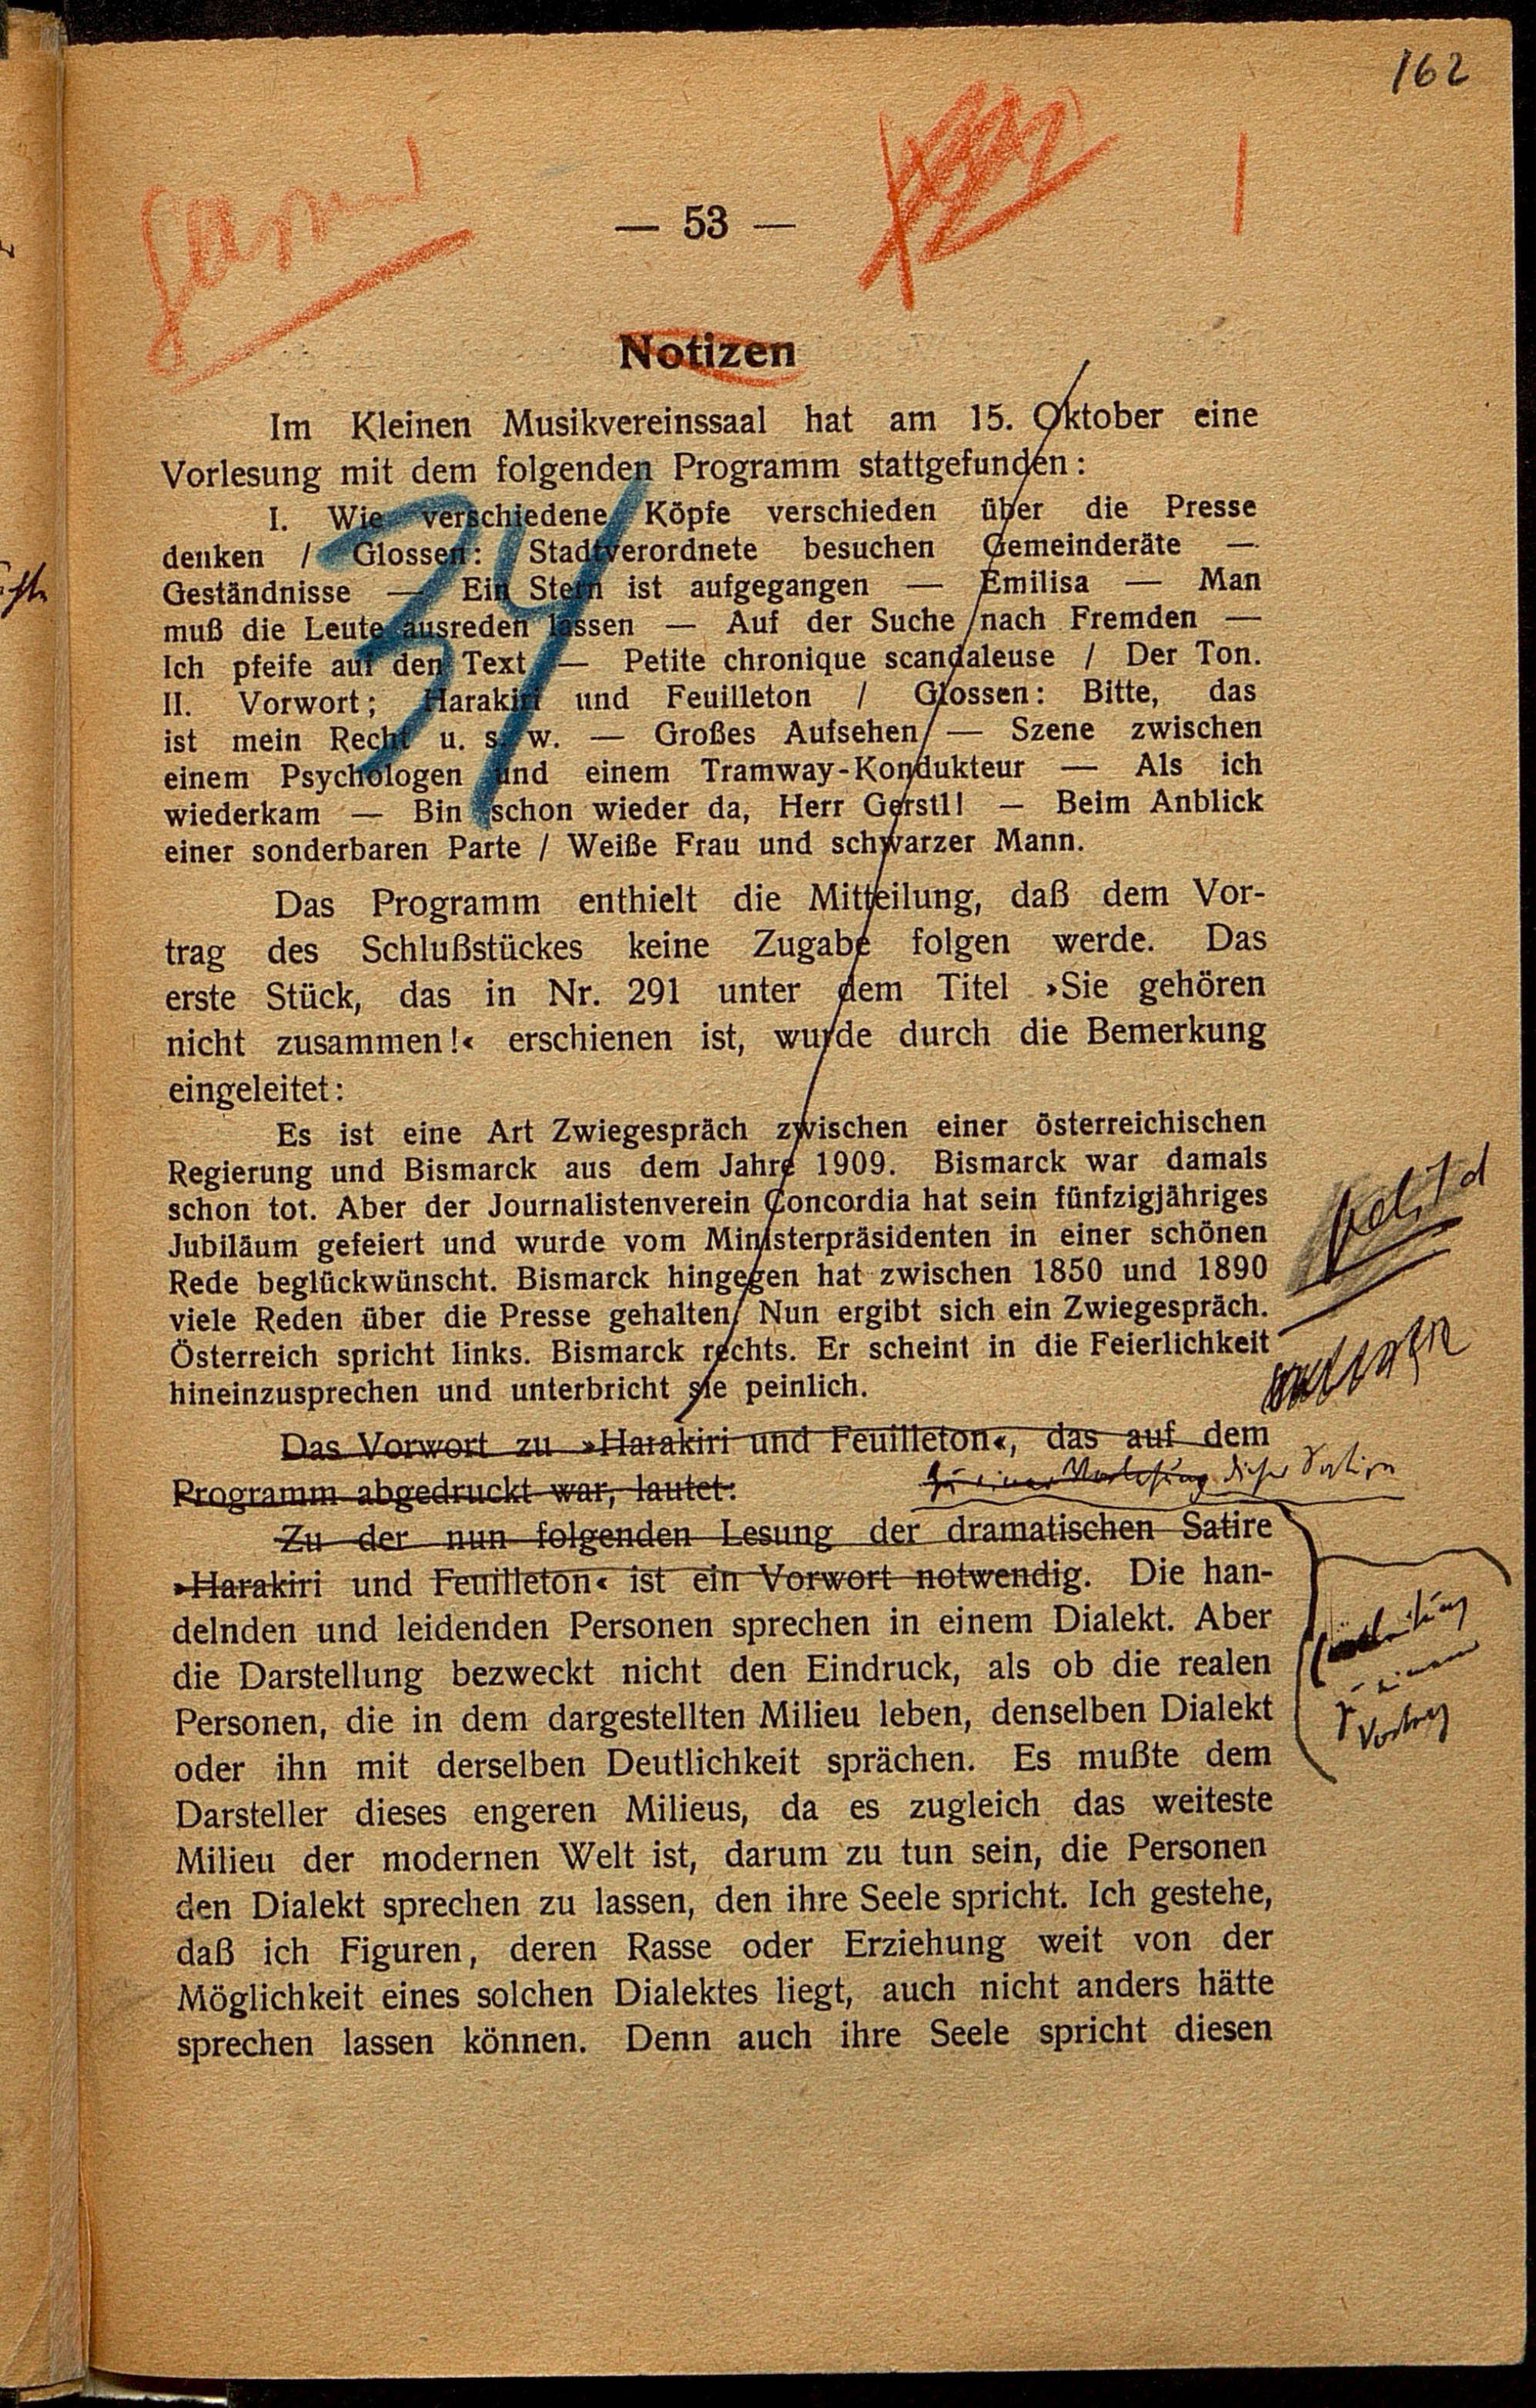 162
— 53 —
Notizen
Im Kleinen Musikvereinssaal hat am 15. Oktober eine
Vorlesung mit dem folgenden Programm stattgefunden:
34
I. Wie verschiedene Köpfe verschieden über die Presse
denken / Glossen: Stadtverordnete besuchen Gemeinderäte —
Geständnisse — Ein Stern ist aufgegangen — Emilisa — Man
muß die Leute ausreden lassen — Auf der Suche nach Fremden —
Ich pfeife auf den Text — Petite chronique scandaleuse / Der Ton.
II. Vorwort; Harakiri und Feuilleton / Glossen: Bitte, das
ist mein Recht u. s. w. — Großes Aufsehen — Szene zwischen
einem Psychologen und einem Tramway-Kondukteur — Als ich
wiederkam — Bin schon wieder da, Herr Gerstl! — Beim Anblick
einer sonderbaren Parte / Weiße Frau und schwarzer Mann.
Das Programm enthielt die Mitteilung, daß dem Vor-
trag des Schlußstückes keine Zugabe folgen werde. Das
erste Stück, das in Nr. 291 unter dem Titel ›Sie gehören
nicht zusammen!‹ erschienen ist, wurde durch die Bemerkung
eingeleitet:
Es ist eine Art Zwiegespräch zwischen einer österreichischen
Regierung und Bismarck aus dem Jahre 1909. Bismarck war damals
schon tot. Aber der Journalistenverein Concordia hat sein fünfzigjähriges
Jubiläum gefeiert und wurde vom Ministerpräsidenten in einer schönen
Rede beglückwünscht. Bismarck hingegen hat zwischen 1850 und 1890
viele Reden über die Presse gehalten. Nun ergibt sich ein Zwiegespräch.
Österreich spricht links. Bismarck rechts. Er scheint in die Feierlichkeit
hineinzusprechen und unterbricht sie peinlich.
Das Vorwort zu »Harakiri und Feuilleton«, das auf dem
Programm abgedruckt war, lautet:
zu einer Vorlesung dieser Satire
Zu der nun folgenden Lesung der dramatischen Satire
»Harakiri und Feuilleton« ist ein Vorwort notwendig. Die han-
delnden und leidenden Personen sprechen in einem Dialekt. Aber
die Darstellung bezweckt nicht den Eindruck, als ob die realen
Personen, die in dem dargestellten Milieu leben, denselben Dialekt
oder ihn mit derselben Deutlichkeit sprächen. Es mußte dem
Darsteller dieses engeren Milieus, da es zugleich das weiteste
Milieu der modernen Welt ist, darum zu tun sein, die Personen
den Dialekt sprechen zu lassen, den ihre Seele spricht. Ich gestehe,
daß ich Figuren, deren Rasse oder Erziehung weit von der
Möglichkeit eines solchen Dialektes liegt, auch nicht anders hätte
sprechen lassen können. Denn auch ihre Seele spricht diesen